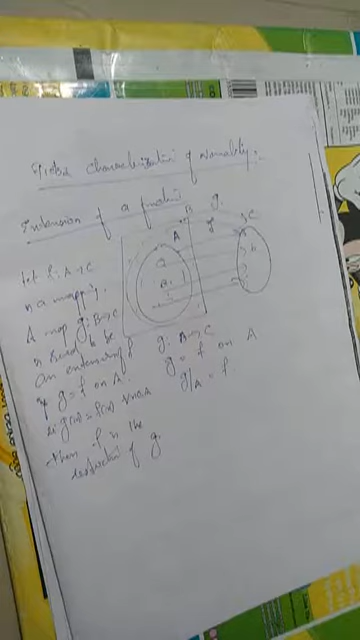 Tietze Characterization of Normality:
Extension of a function
B g C
A f
a b
Let f: A → C
is a mapping.
A map g: B → C
is said to be
an extension of f g: B → C
if g = f on A. g = f on A
i.e. g(x) = f(x) ∀ x ∈ A g/A = f
then f is the
restriction of g.